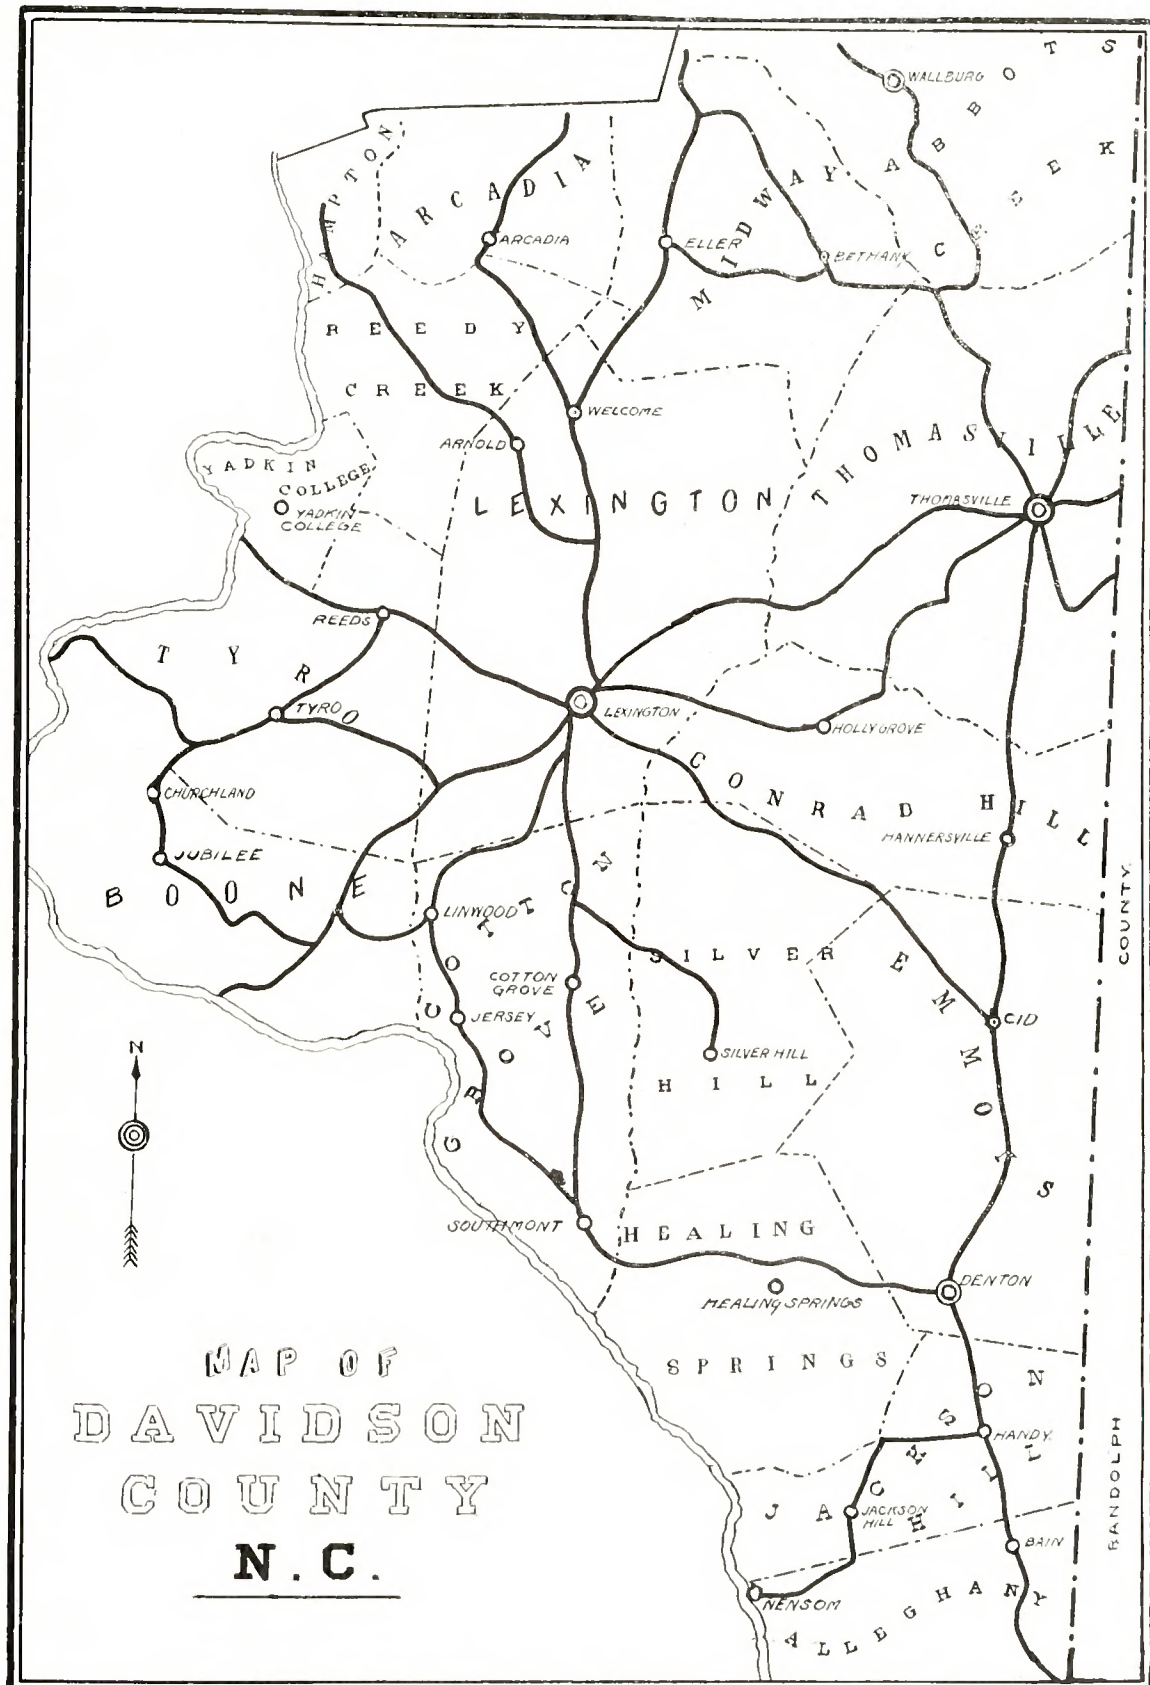 ABBOTS
CREEK
WALLBURG
HAMPTON
ARCADIA
ARCADIA
MIDWAY
ELLER
BETHANY
REEDY
CREEK
WELCOME
ARNOLD
THOMASVILLE
YADKIN
COLLEGE
YADKIN
COLLEGE
LEXINGTON
THOMASVILLE
REEDS
TYRO
TYRO
LEXINGTON
HOLLY GROVE
CONRAD HILL
CHURCHLAND
MANNERSVILLE
JUBILEE
BOONE
LINWOOD
COTTON
GROVE
COTTON
GROVE
SILVER
HILL
EMMONS
COUNTY
JERSEY
CID
N
SILVER HILL
SOUTHMONT
HEALING
SPRINGS
DENTON
HEALING SPRINGS
MAP OF
DAVIDSON
COUNTY
N.C.
JACKSON
HILL
HANDY
JACKSON
HILL
RANDOLPH
BAIN
NENSOM
ALLEGHANY